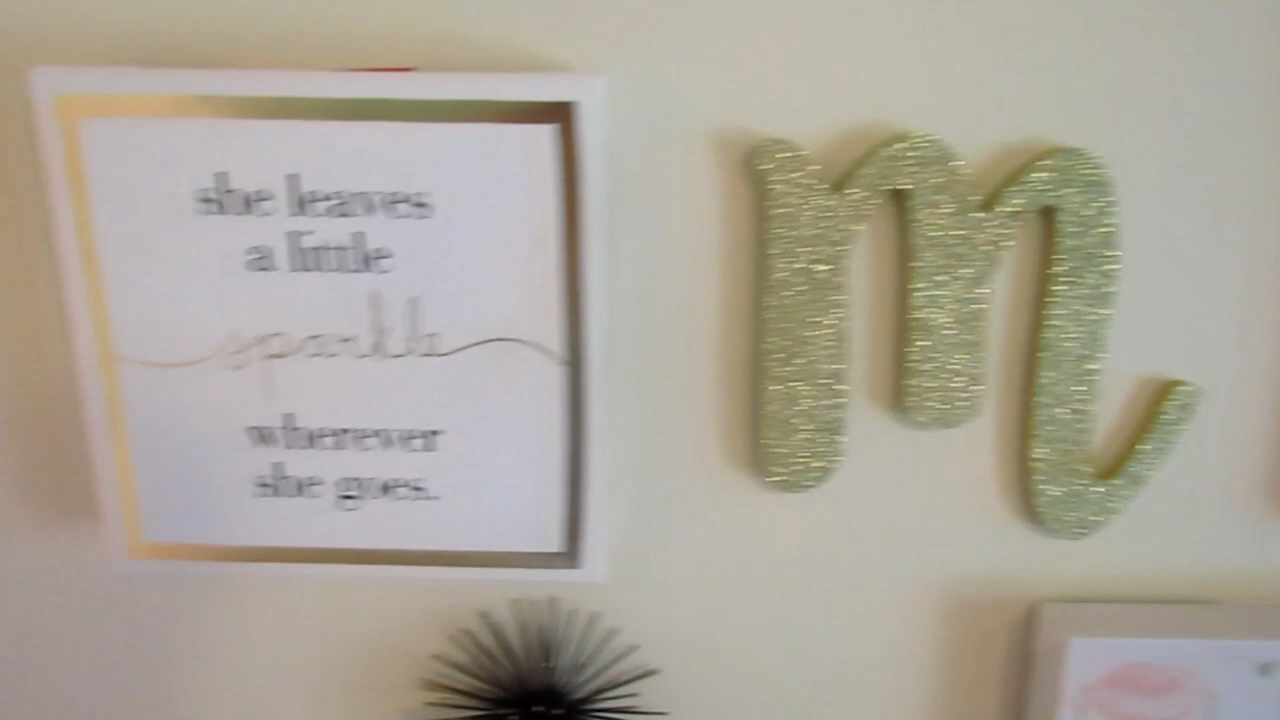 she leaves
a little
sparkle
wherever
she goes.
m